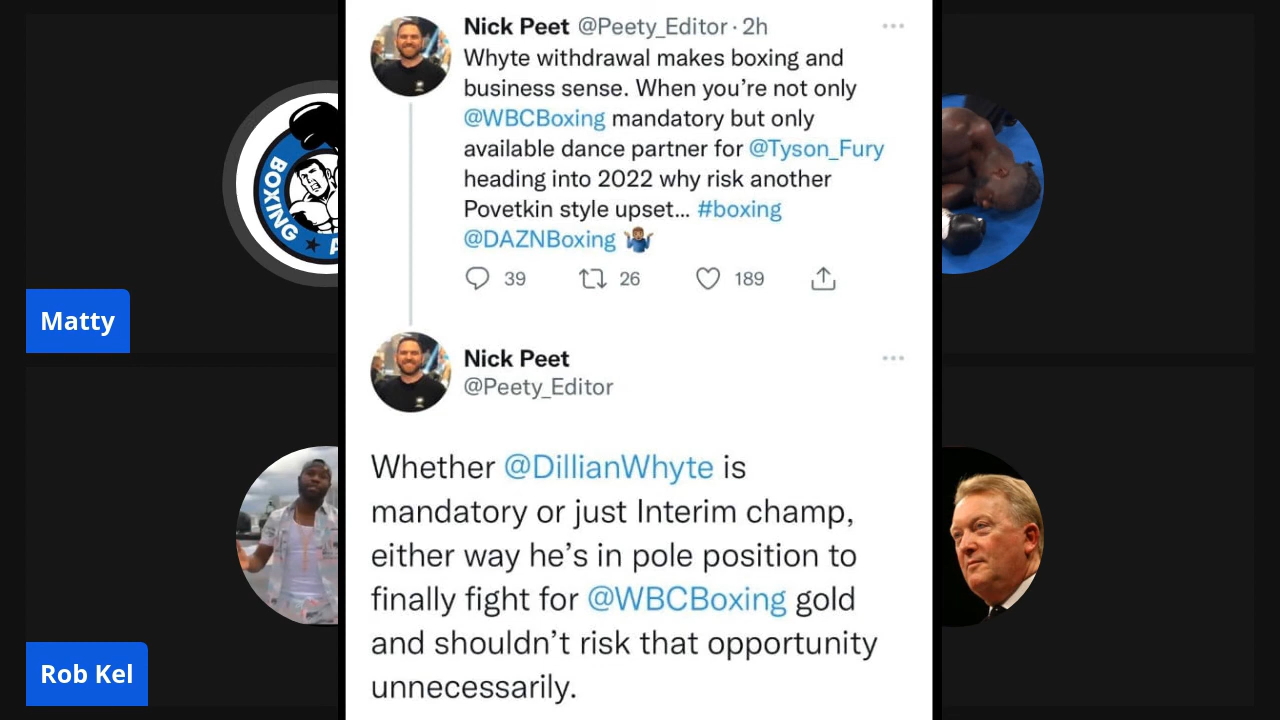 Nick Peet @Peety_Editor · 2h
Whyte withdrawal makes boxing and
business sense. When you're not only
@WBCBoxing mandatory but only
available dance partner for @Tyson_Fury
heading into 2022 why risk another
Povetkin style upset... #boxing
@DAZNBoxing 🤷🏽‍♂️
39 26 189
Nick Peet
@Peety_Editor
Whether @DillianWhyte is
mandatory or just Interim champ,
either way he's in pole position to
finally fight for @WBCBoxing gold
and shouldn't risk that opportunity
unnecessarily.
BOXING
Matty
Rob Kel